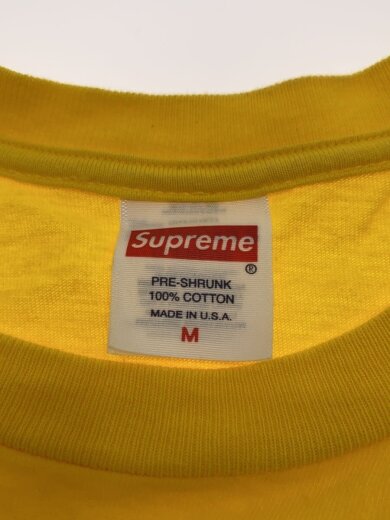 Supreme
®
PRE-SHRUNK
100% COTTON
MADE IN U.S.A.
M